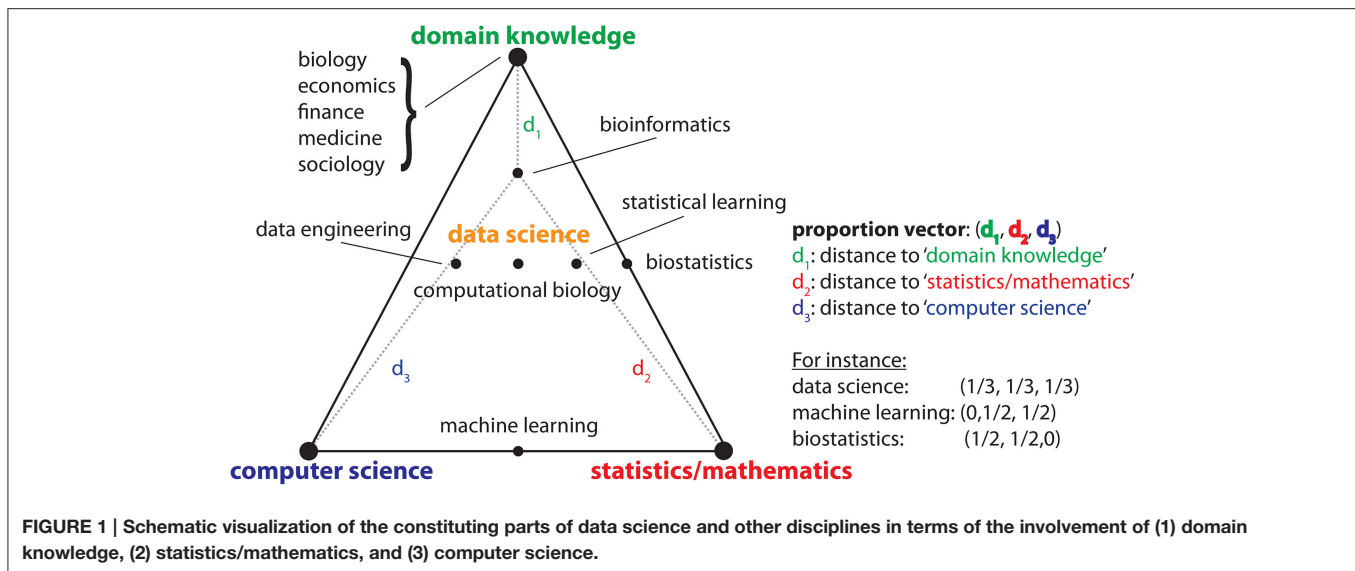 domain knowledge
biology
economics
finance
medicine
sociology
d1
bioinformatics
statistical learning
data engineering
data science
biostatistics
computational biology
d3
d2
machine learning
computer science
statistics/mathematics
proportion vector: (d1, d2, d3)
d1: distance to ‘domain knowledge’
d2: distance to ‘statistics/mathematics’
d3: distance to ‘computer science’
For instance:
data science: (1/3, 1/3, 1/3)
machine learning: (0,1/2, 1/2)
biostatistics: (1/2, 1/2,0)
FIGURE 1 | Schematic visualization of the constituting parts of data science and other disciplines in terms of the involvement of (1) domain
knowledge, (2) statistics/mathematics, and (3) computer science.